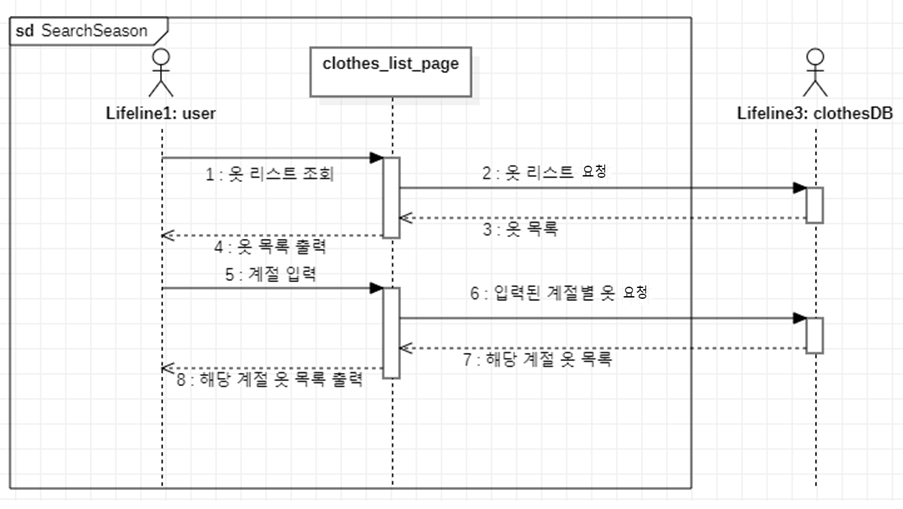 sd SearchSeason
clothes_list_page
Lifeline1: user
Lifeline3: clothesDB
1 : 옷 리스트 조회
2 : 옷 리스트 요청
3 : 옷 목록
4 : 옷 목록 출력
5 : 계절 입력
6 : 입력된 계절별 옷 요청
7 : 해당 계절 옷 목록
8 : 해당 계절 옷 목록 출력